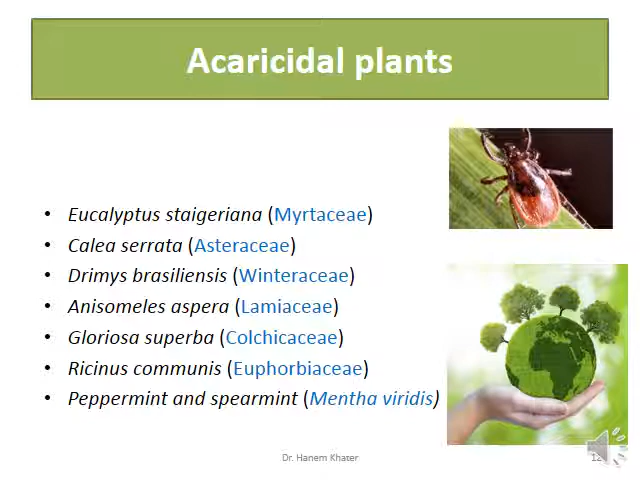 Acaricidal plants
• Eucalyptus staigeriana (Myrtaceae)
• Calea serrata (Asteraceae)
• Drimys brasiliensis (Winteraceae)
• Anisomeles aspera (Lamiaceae)
• Gloriosa superba (Colchicaceae)
• Ricinus communis (Euphorbiaceae)
• Peppermint and spearmint (Mentha viridis)
Dr. Hanem Khater